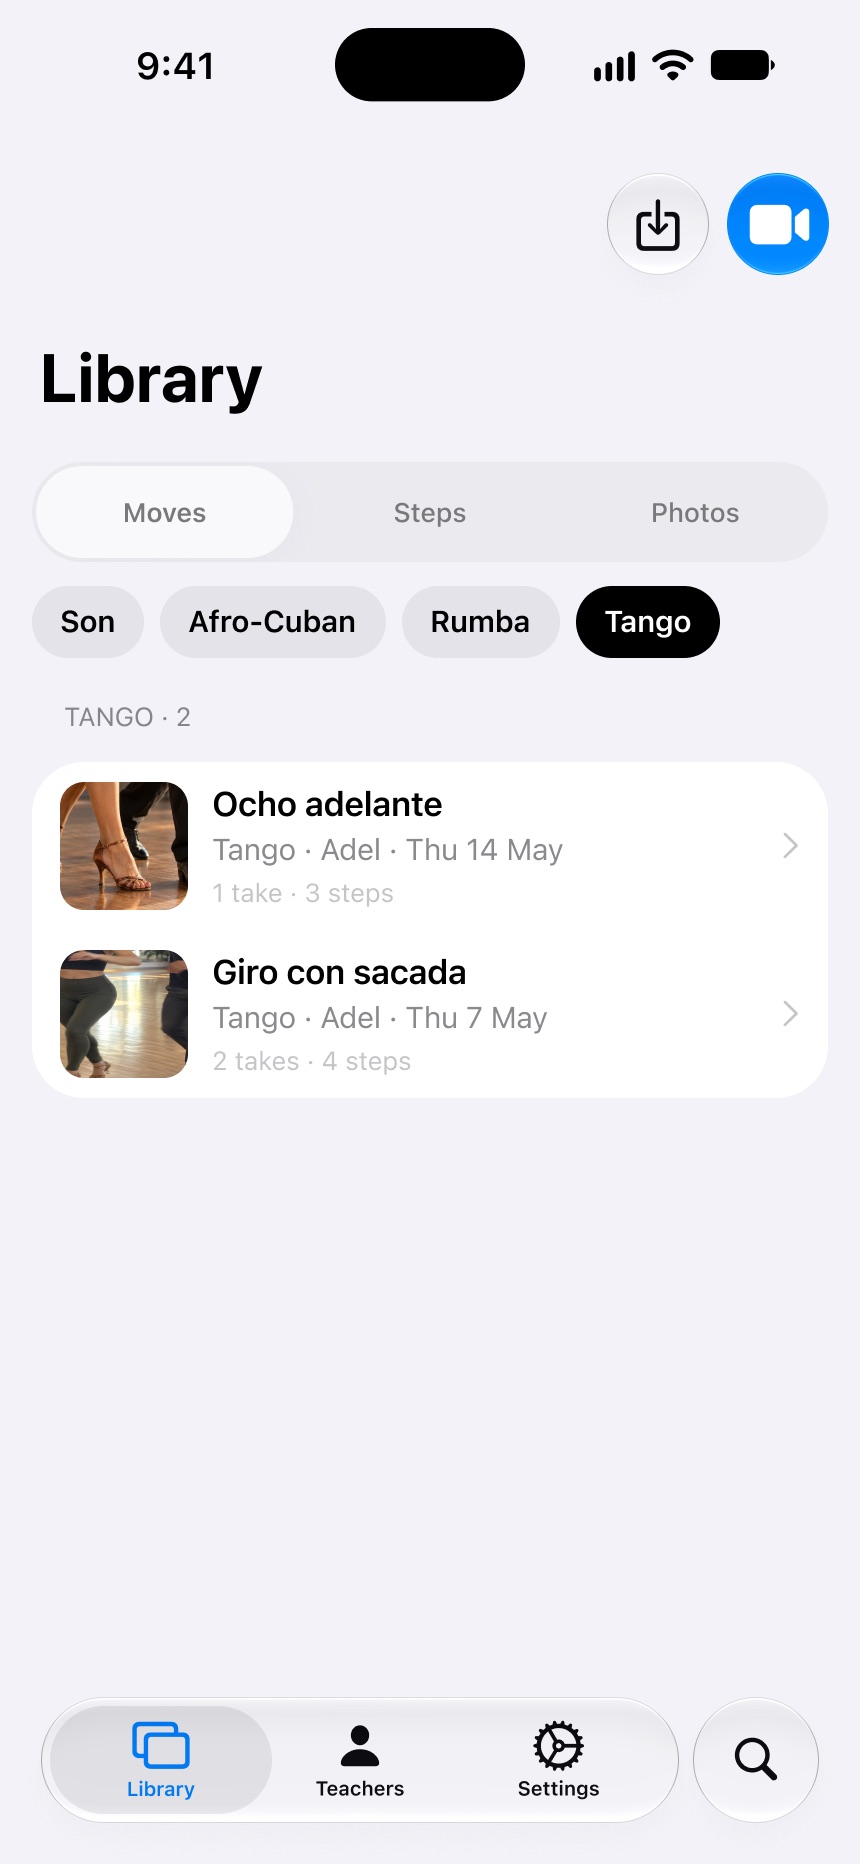 9:41
Library
Moves Steps Photos
Son Afro-Cuban Rumba Tango
TANGO · 2
Ocho adelante
Tango · Adel · Thu 14 May
1 take · 3 steps
Giro con sacada
Tango · Adel · Thu 7 May
2 takes · 4 steps
Library Teachers Settings